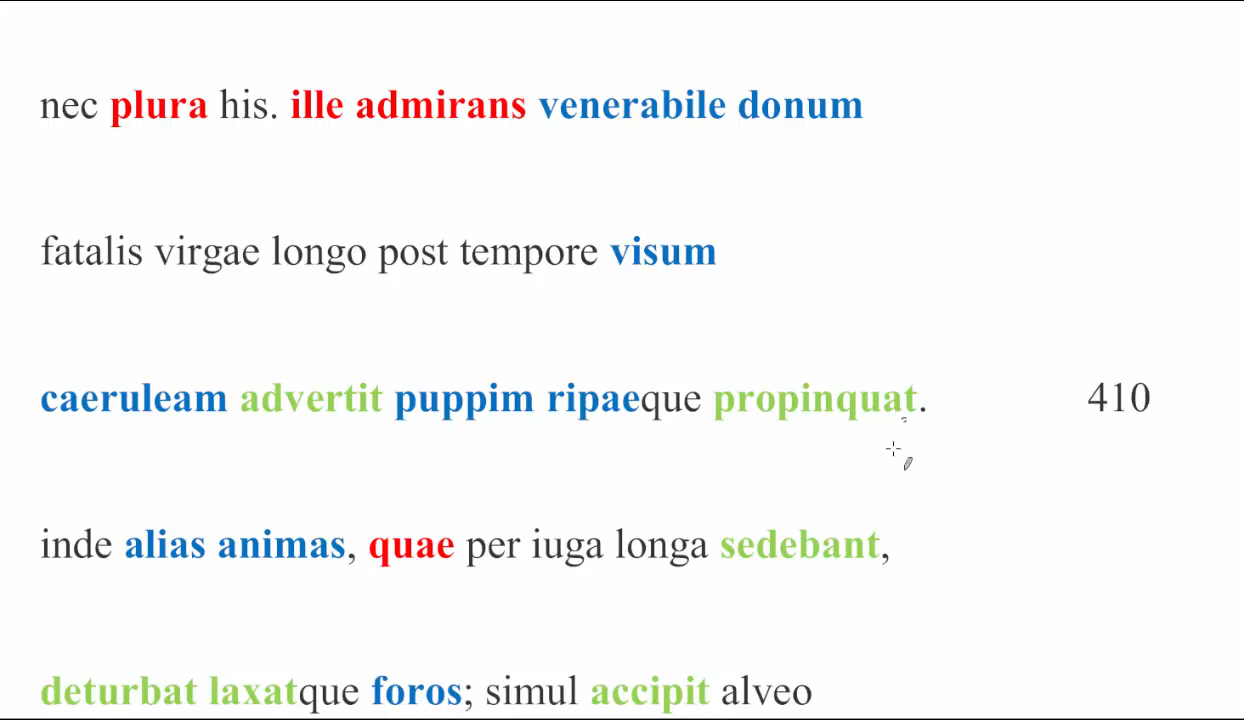 nec plura his. ille admirans venerabile donum
fatalis virgae longo post tempore visum
caeruleam advertit puppim ripaeque propinquat. 410
inde alias animas, quae per iuga longa sedebant,
deturbat laxatque foros; simul accipit alveo